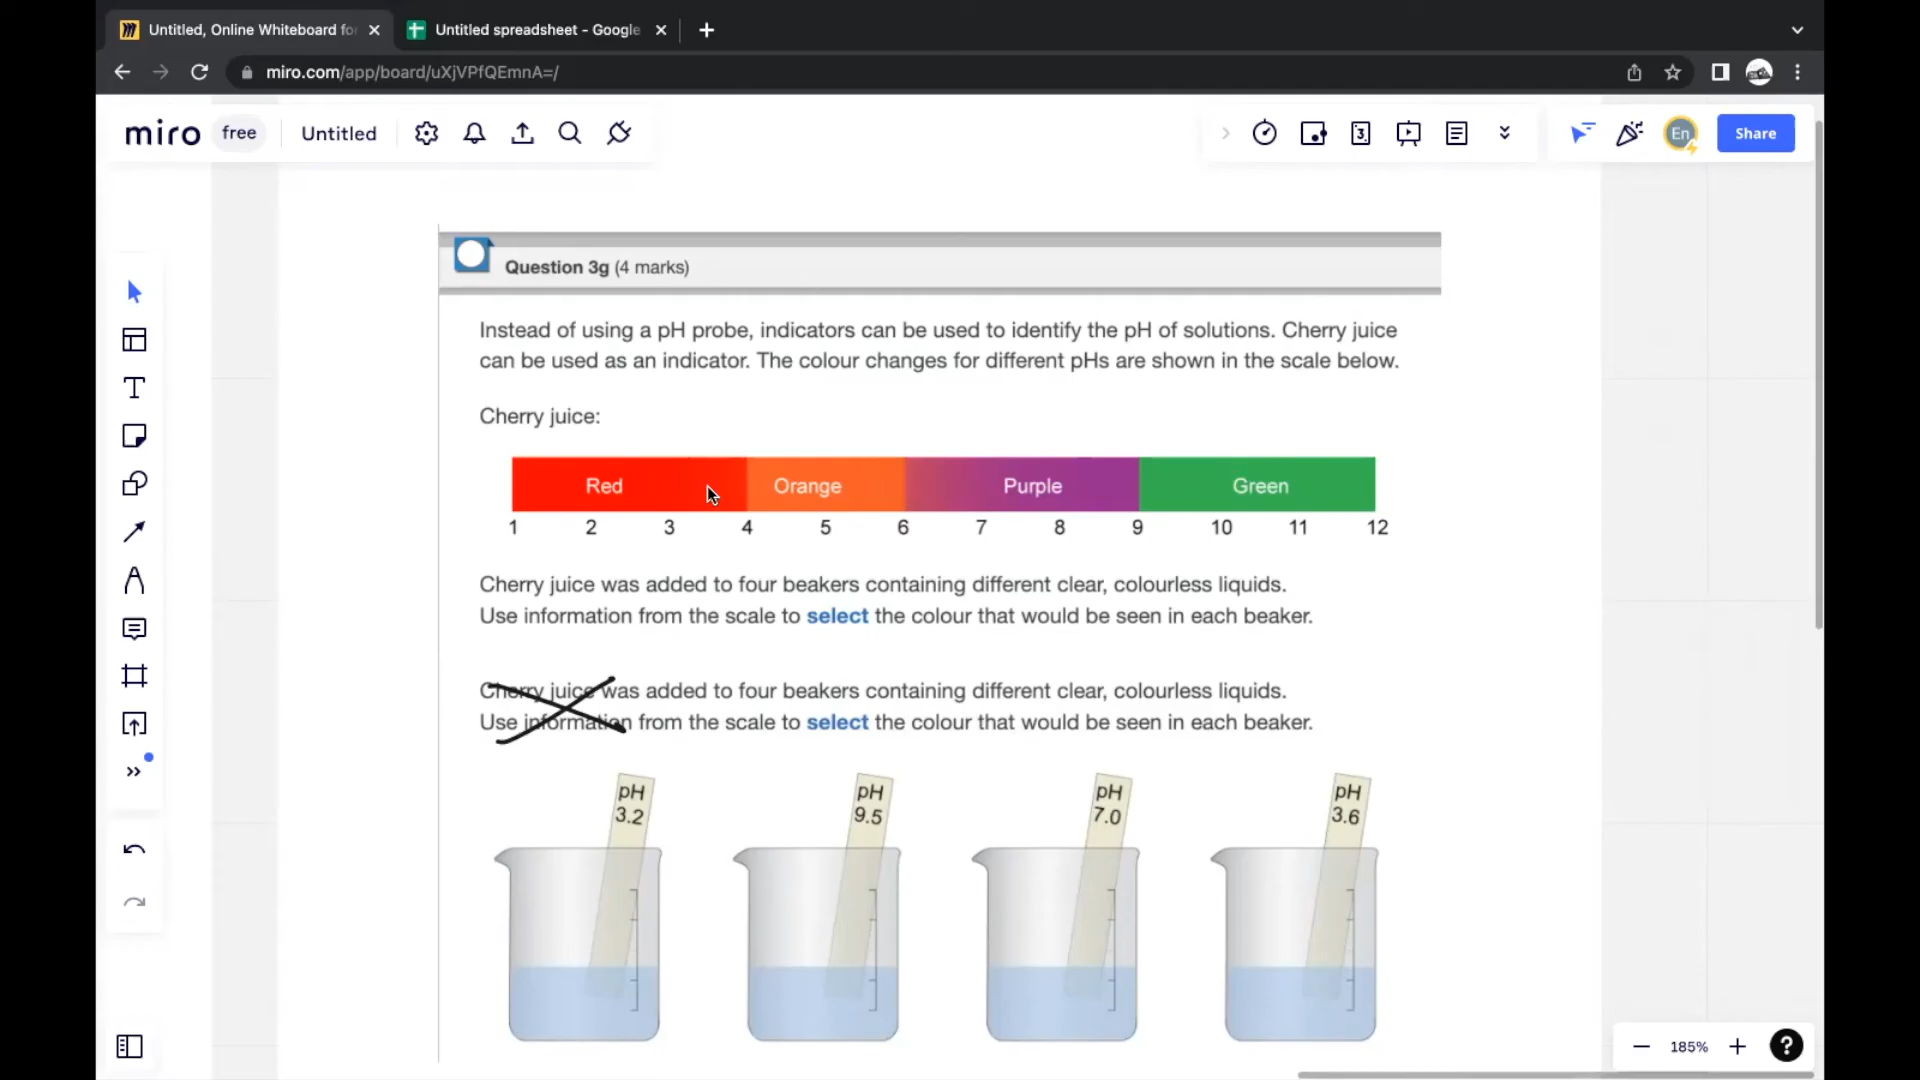 Untitled, Online Whiteboard for
Untitled spreadsheet - Google
miro.com/app/board/uXjVPfQEmnA=/
miro free Untitled
3
En
Share
Question 3g (4 marks)
Instead of using a pH probe, indicators can be used to identify the pH of solutions. Cherry juice
can be used as an indicator. The colour changes for different pHs are shown in the scale below.
Cherry juice:
Red Orange Purple Green
1 2 3 4 5 6 7 8 9 10 11 12
Cherry juice was added to four beakers containing different clear, colourless liquids.
Use information from the scale to select the colour that would be seen in each beaker.
Cherry juice was added to four beakers containing different clear, colourless liquids.
Use information from the scale to select the colour that would be seen in each beaker.
pH pH pH pH
3.2 9.5 7.0 3.6
185%
?